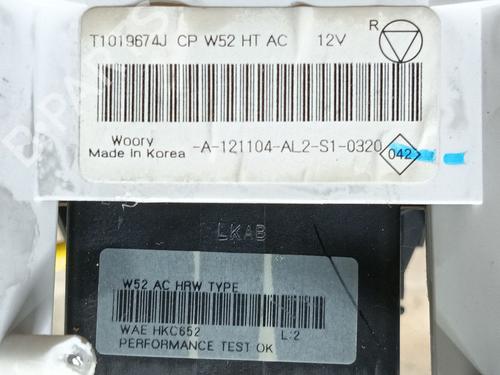 T1019674J CP W52 HT AC 12V R
Woory -A-121104-AL2-S1-0320 042
Made In Korea
LKAB
W52 AC HRW TYPE
WAE HKC652 L:2
PERFORMANCE TEST OK